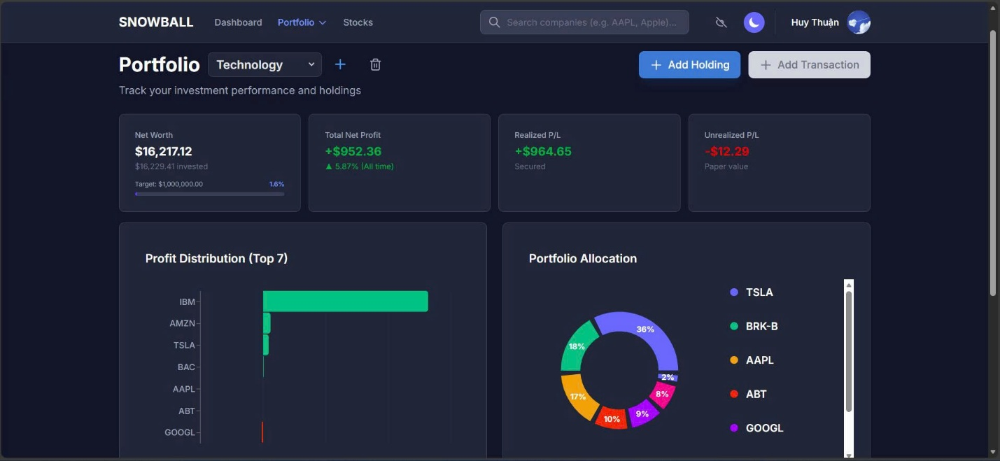 SNOWBALL Dashboard Portfolio Stocks Search companies (e.g. AAPL, Apple)... Huy Thuận
Portfolio Technology Add Holding Add Transaction
Track your investment performance and holdings
Net Worth
$16,217.12
$16,229.41 invested
Target: $1,000,000.00 1.6%
Total Net Profit
+$952.36
▲ 5.87% (All time)
Realized P/L
+$964.65
Secured
Unrealized P/L
-$12.29
Paper value
Profit Distribution (Top 7)
IBM
AMZN
TSLA
BAC
AAPL
ABT
GOOGL
Portfolio Allocation
36%
18%
2%
8%
17%
9%
10%
TSLA
BRK-B
AAPL
ABT
GOOGL